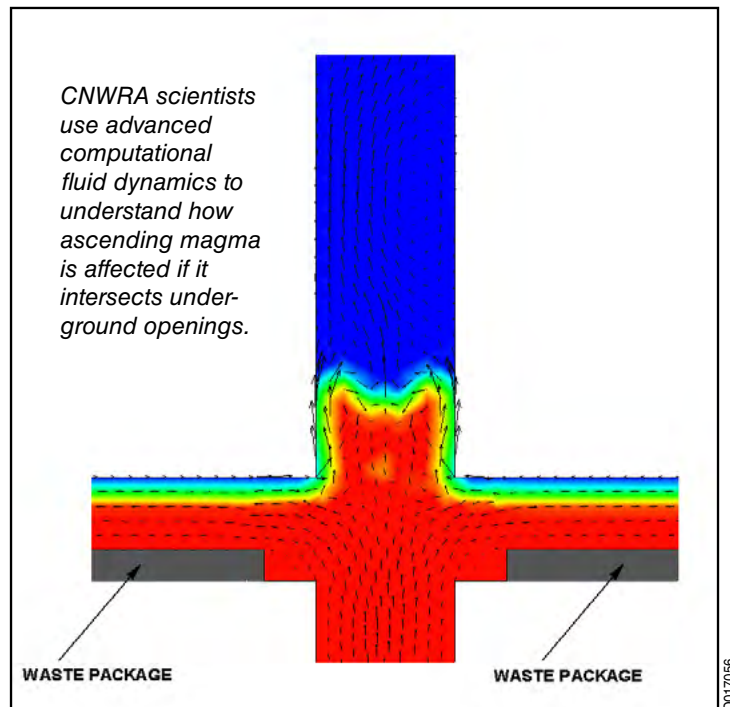 CNWRA scientists
use advanced
computational
fluid dynamics to
understand how
ascending magma
is affected if it
intersects under-
ground openings.
WASTE PACKAGE
WASTE PACKAGE
0017056